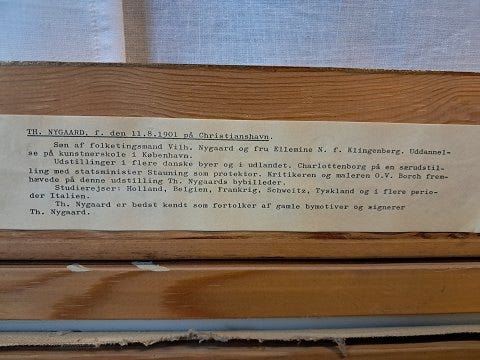 TH. NYGAARD, f. den 11.8.1901 på Christianshavn.
Søn af folketingsmand Vilh. Nygaard og fru Ellemine N. f. Klingenberg. Uddannel-
se på kunstnerskole i København.
Udstillinger i flere danske byer og i udlandet. Charlottenborg på en særudstil-
ling med statsminister Stauning som protektor. Kritikeren og maleren O.V. Borch frem-
hævede på denne udstilling Th. Nygaards bybilleder.
Studierejser: Holland, Belgien, Frankrig, Schweitz, Tyskland og i flere perio-
der Italien.
Th. Nygaard er bedst kendt som fortolker af gamle bymotiver og signerer
Th. Nygaard.